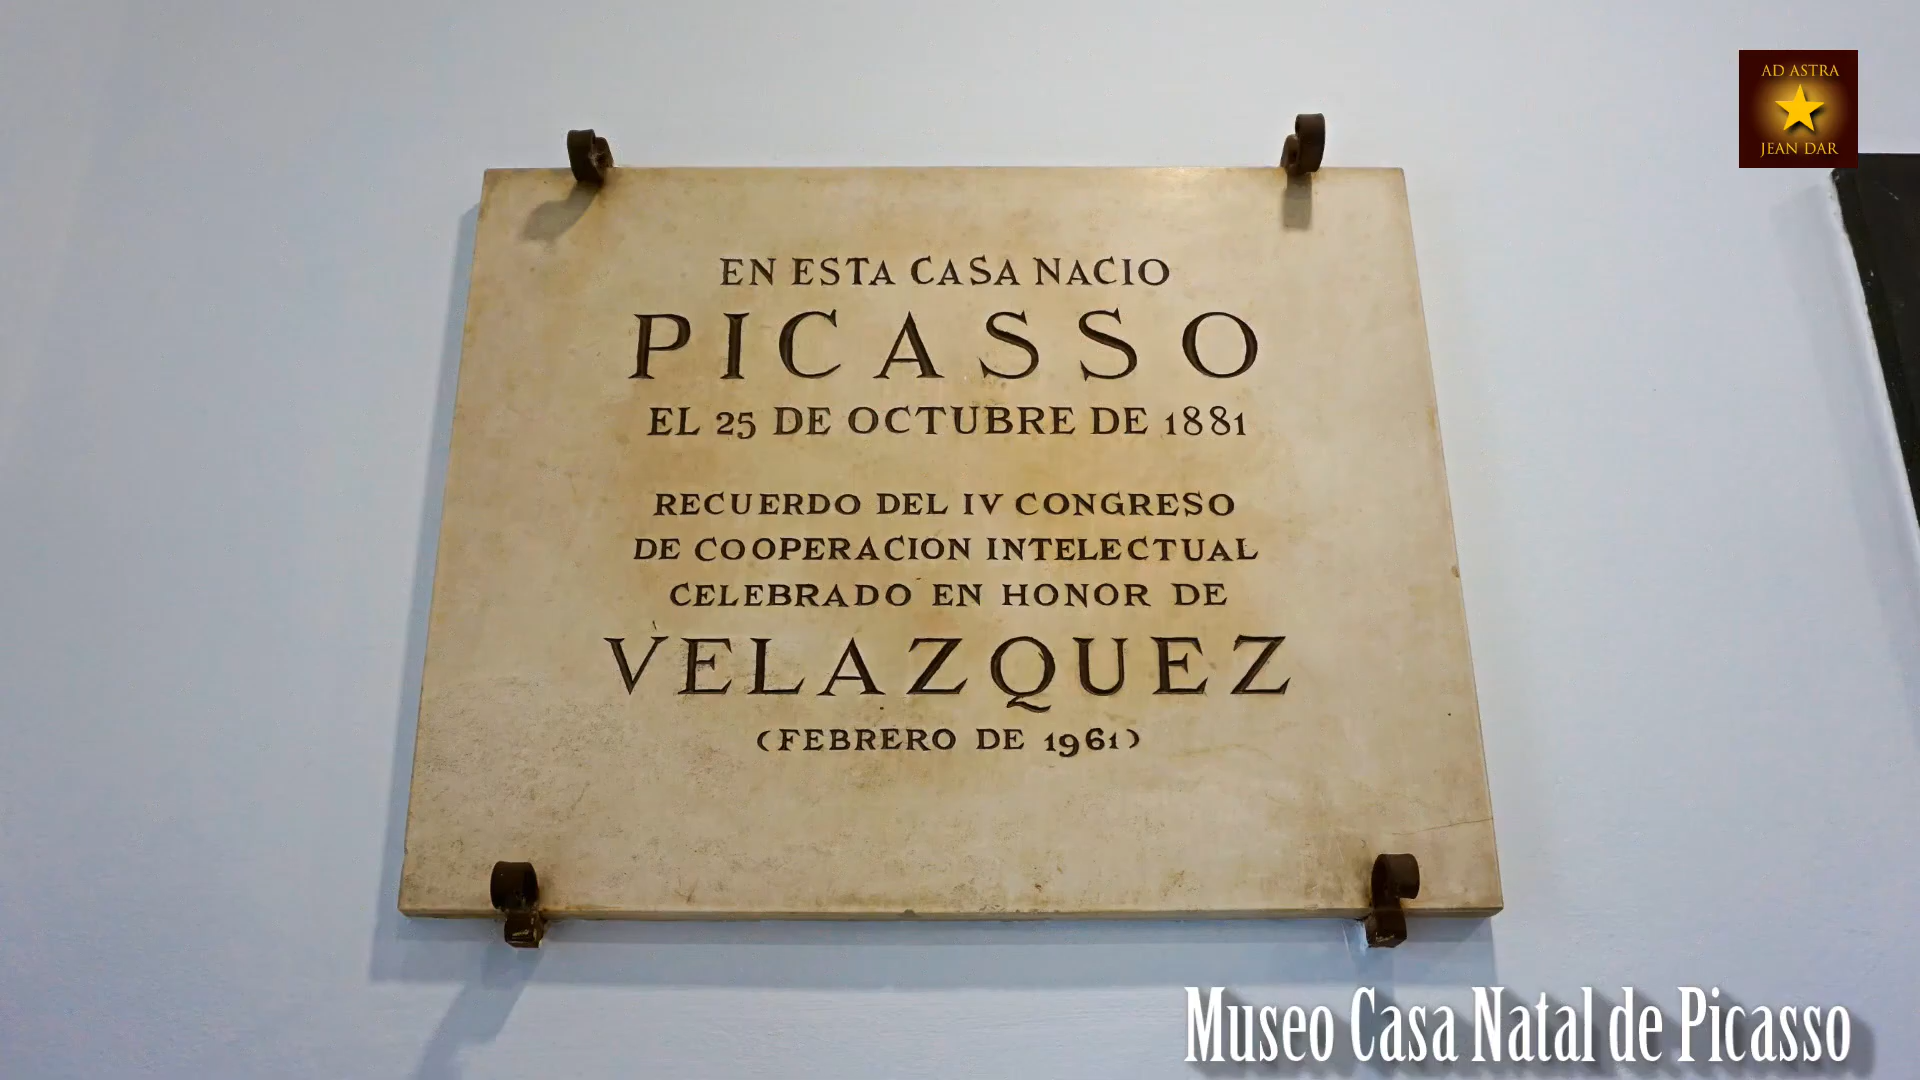 AD ASTRA
JEAN DAR
EN ESTA CASA NACIO
PICASSO
EL 25 DE OCTUBRE DE 1881
RECUERDO DEL IV CONGRESO
DE COOPERACION INTELECTUAL
CELEBRADO EN HONOR DE
VELAZQUEZ
(FEBRERO DE 1961)
Museo Casa Natal de Picasso